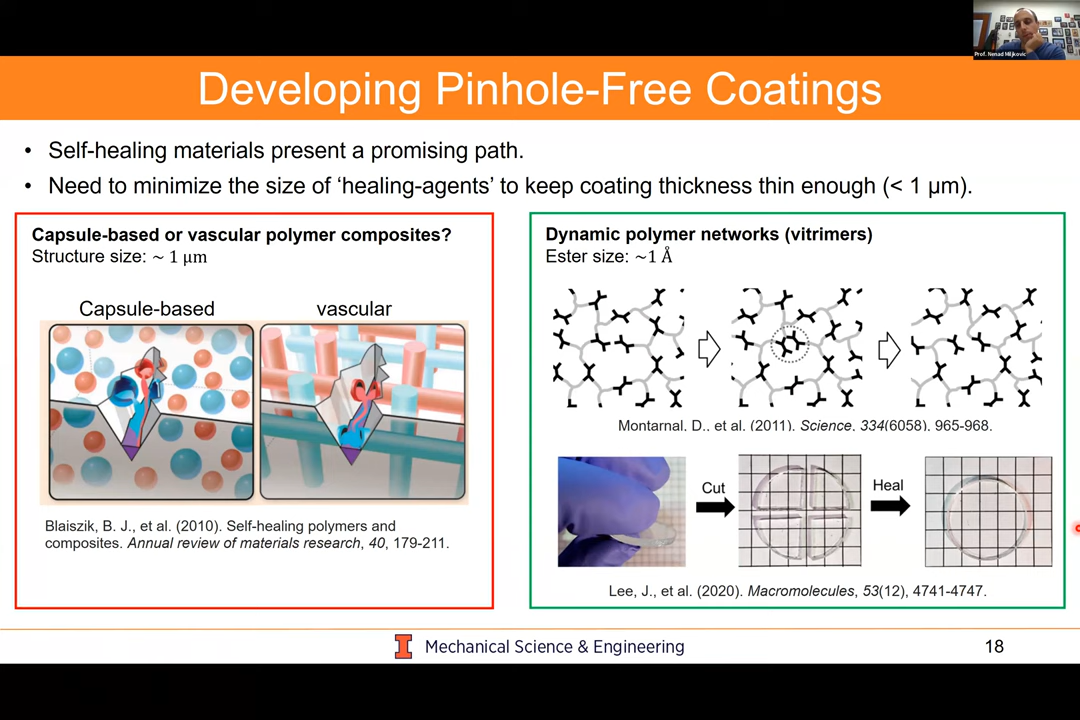 Prof. Nenad Miljkovic
Developing Pinhole-Free Coatings
• Self-healing materials present a promising path.
• Need to minimize the size of ‘healing-agents’ to keep coating thickness thin enough (< 1 μm).
Capsule-based or vascular polymer composites?
Structure size: ~ 1 μm
Capsule-based
vascular
Blaiszik, B. J., et al. (2010). Self-healing polymers and
composites. Annual review of materials research, 40, 179-211.
Dynamic polymer networks (vitrimers)
Ester size: ~1 Å
Montarnal, D., et al. (2011). Science, 334(6058), 965-968.
Cut
Heal
Lee, J., et al. (2020). Macromolecules, 53(12), 4741-4747.
I Mechanical Science & Engineering
18